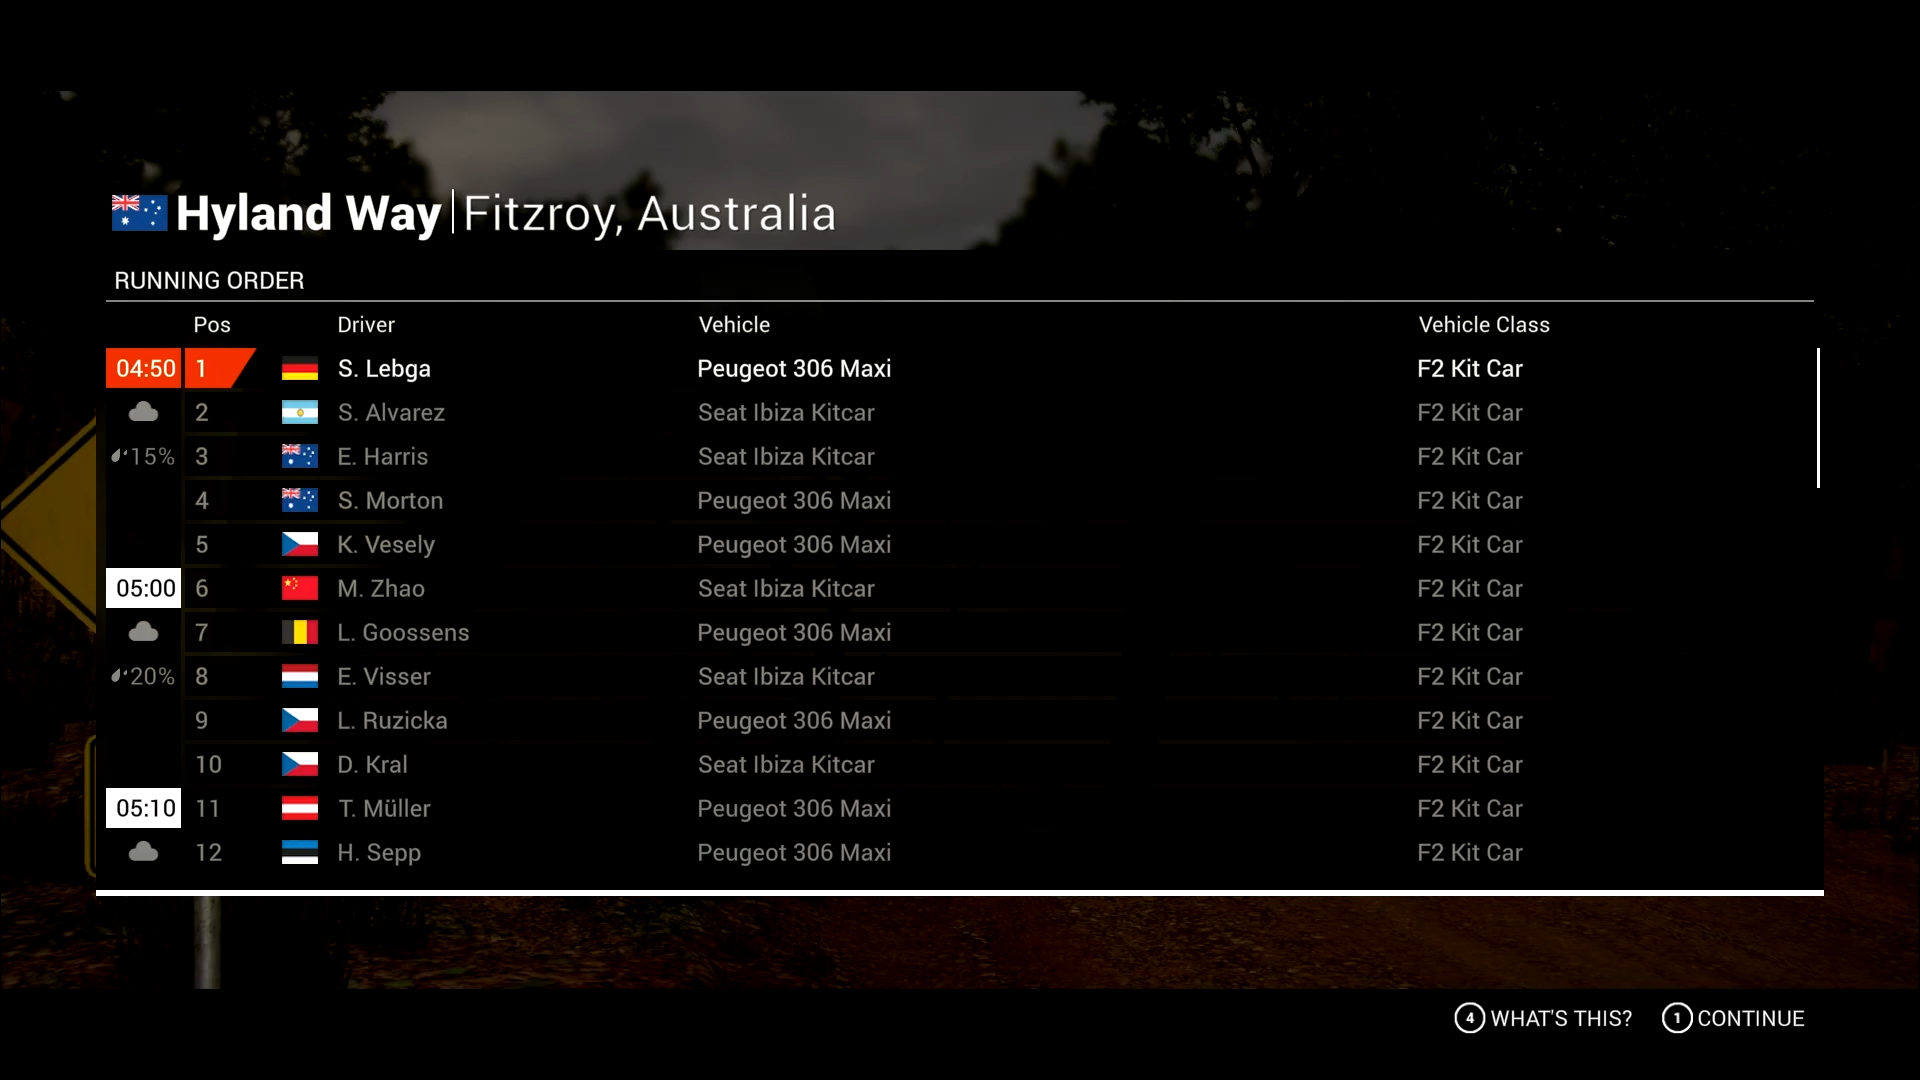 Hyland Way | Fitzroy, Australia
RUNNING ORDER
Pos Driver Vehicle Vehicle Class
04:50 1 S. Lebga Peugeot 306 Maxi F2 Kit Car
2 S. Alvarez Seat Ibiza Kitcar F2 Kit Car
15% 3 E. Harris Seat Ibiza Kitcar F2 Kit Car
4 S. Morton Peugeot 306 Maxi F2 Kit Car
5 K. Vesely Peugeot 306 Maxi F2 Kit Car
05:00 6 M. Zhao Seat Ibiza Kitcar F2 Kit Car
7 L. Goossens Peugeot 306 Maxi F2 Kit Car
20% 8 E. Visser Seat Ibiza Kitcar F2 Kit Car
9 L. Ruzicka Peugeot 306 Maxi F2 Kit Car
10 D. Kral Seat Ibiza Kitcar F2 Kit Car
05:10 11 T. Müller Peugeot 306 Maxi F2 Kit Car
12 H. Sepp Peugeot 306 Maxi F2 Kit Car
4 WHAT'S THIS? 1 CONTINUE